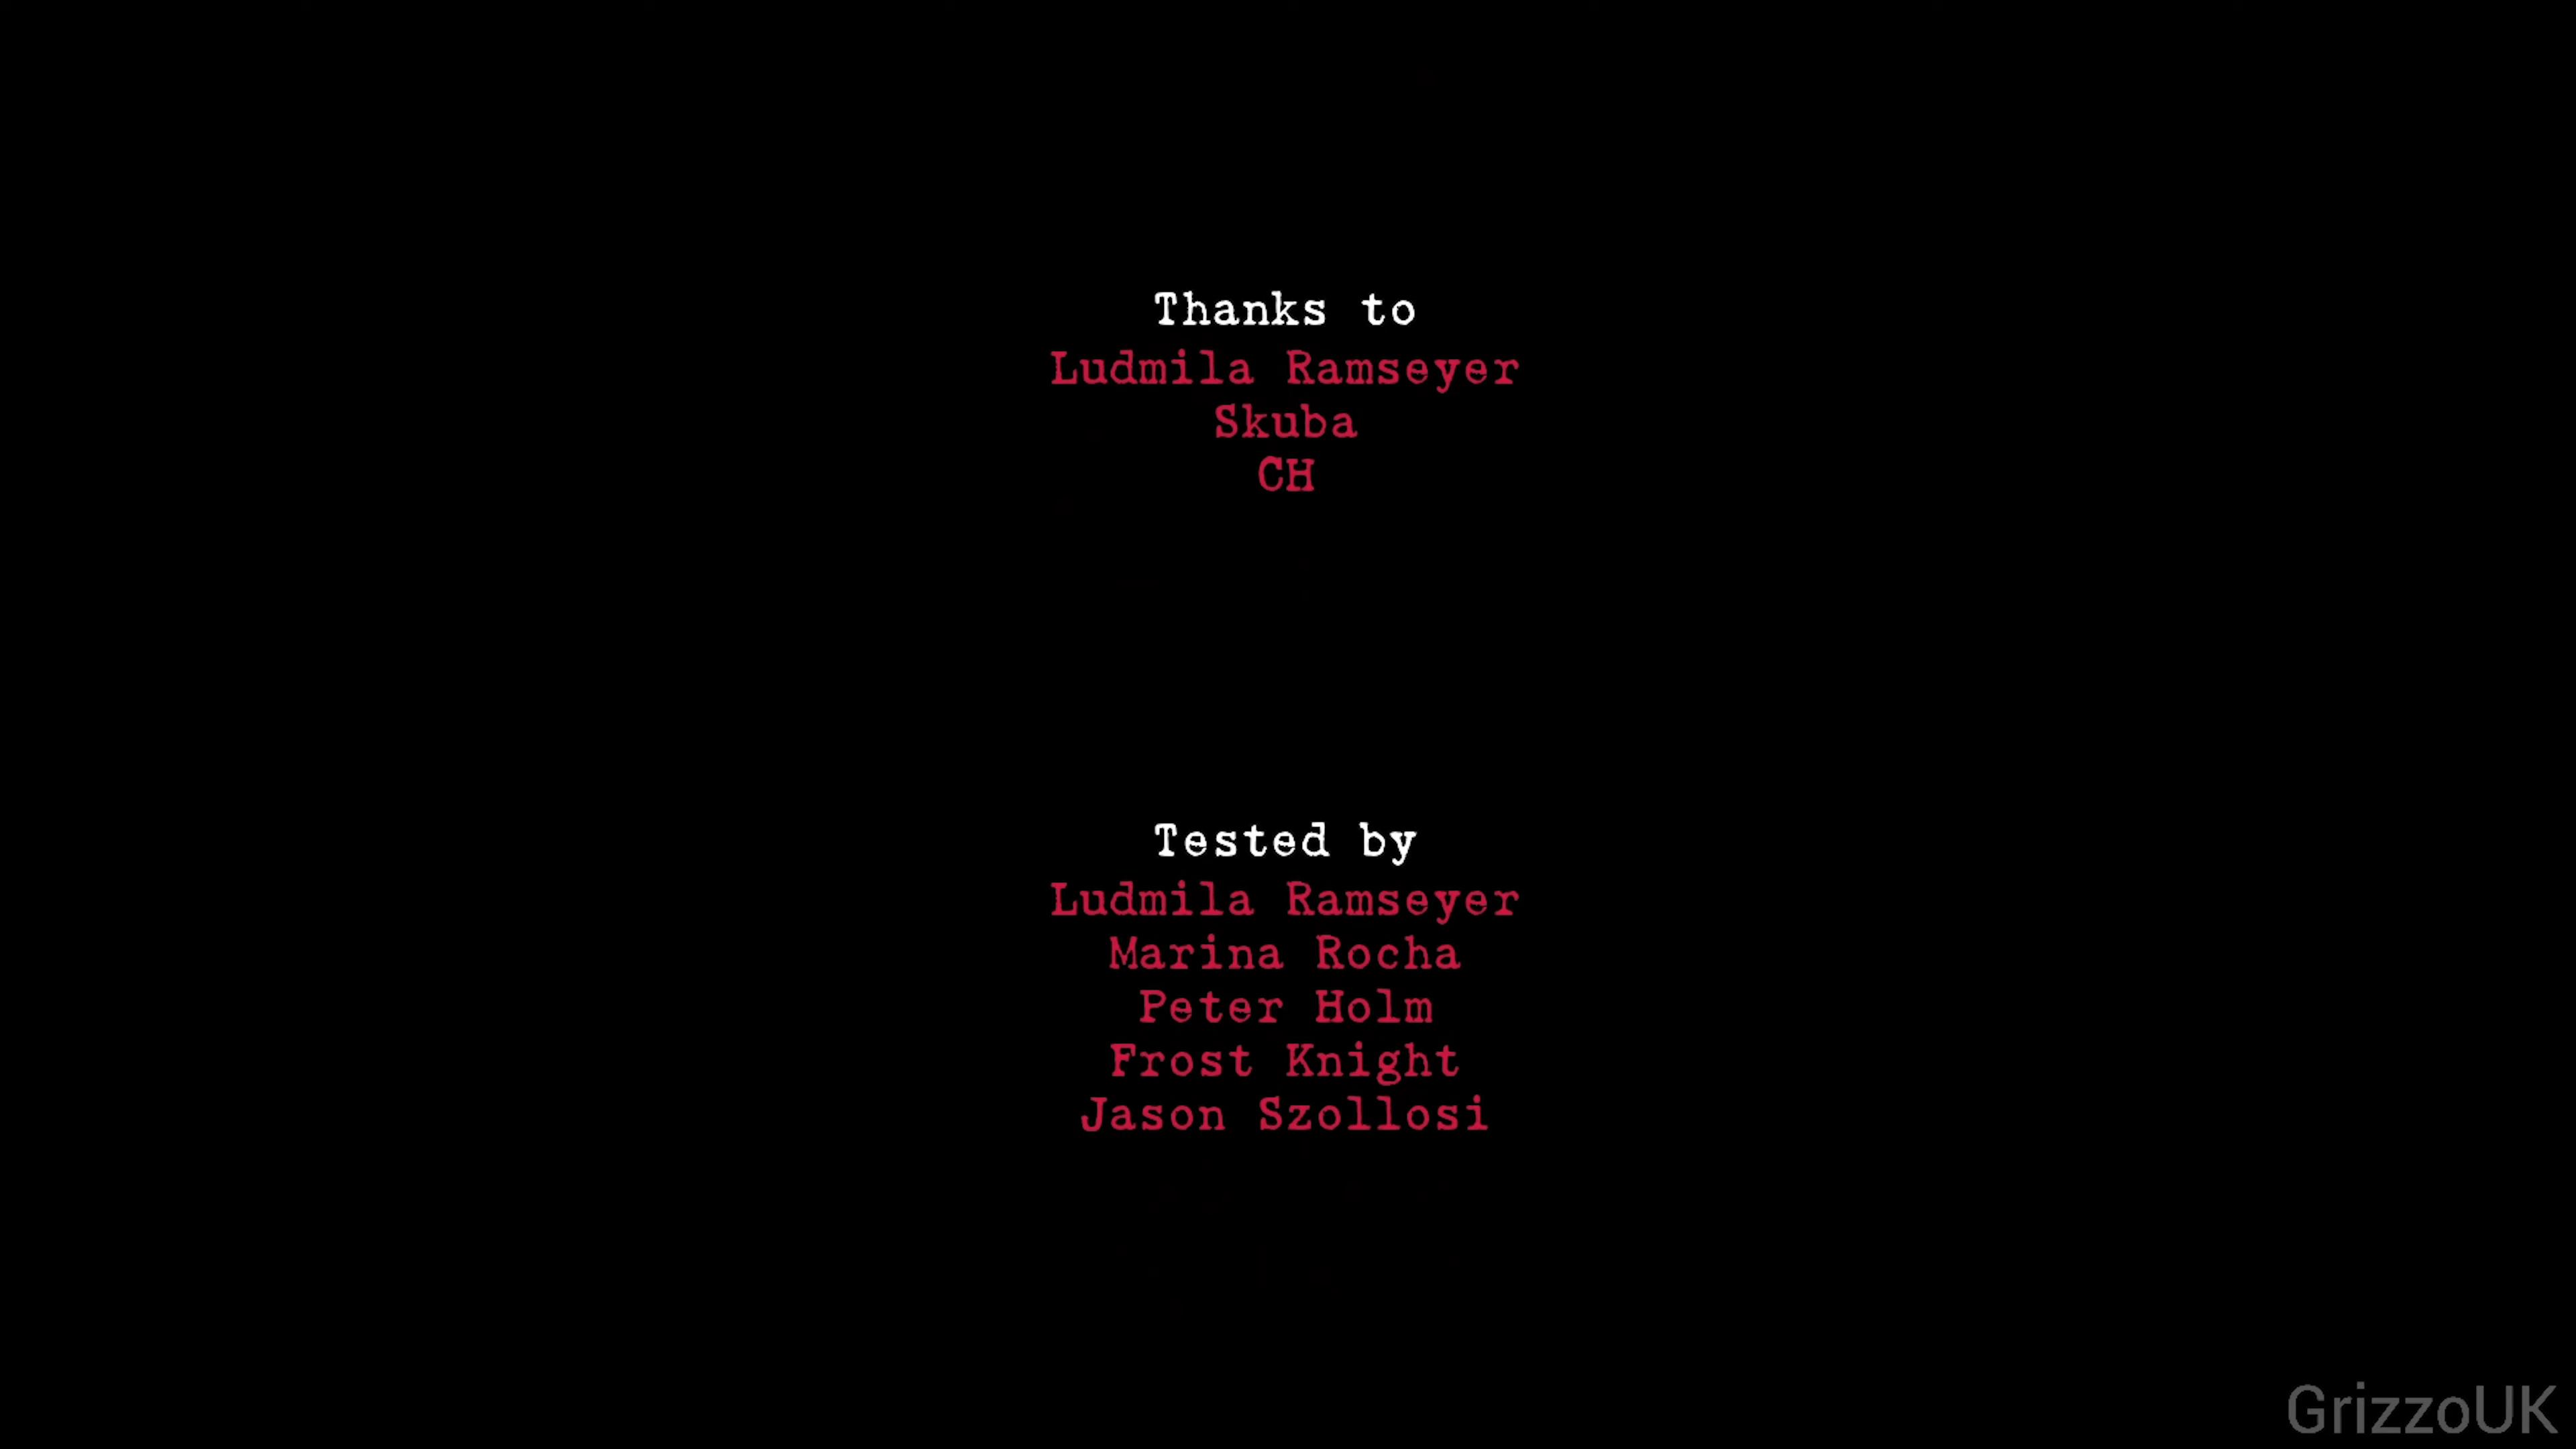 Thanks to
Ludmila Ramseyer
Skuba
CH
Tested by
Ludmila Ramseyer
Marina Rocha
Peter Holm
Frost Knight
Jason Szollosi
GrizzoUK